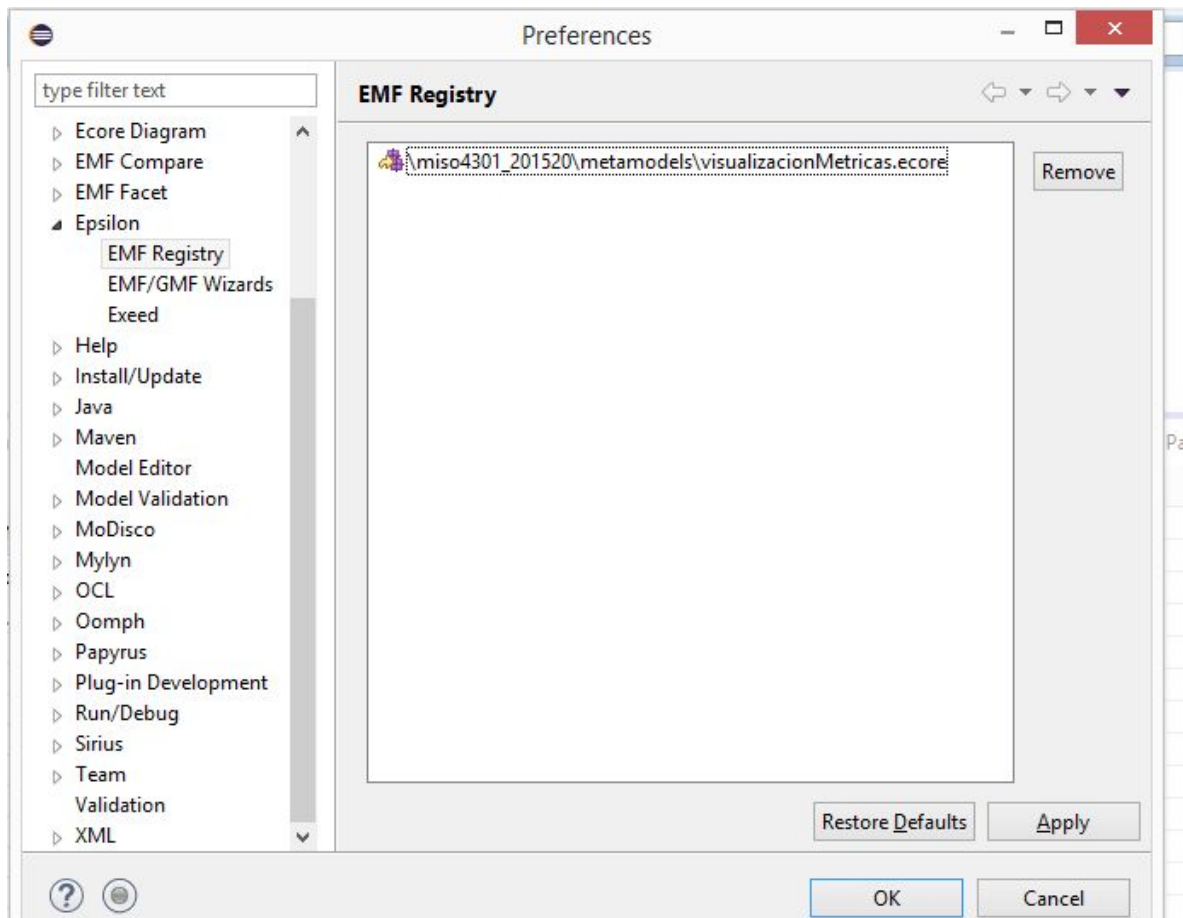 Preferences
type filter text
Ecore Diagram
EMF Compare
EMF Facet
Epsilon
EMF Registry
EMF/GMF Wizards
Exeed
Help
Install/Update
Java
Maven
Model Editor
Model Validation
MoDisco
Mylyn
OCL
Oomph
Papyrus
Plug-in Development
Run/Debug
Sirius
Team
Validation
XML
EMF Registry
\miso4301_201520\metamodels\visualizacionMetricas.ecore
Remove
Restore Defaults
Apply
OK
Cancel
Pa